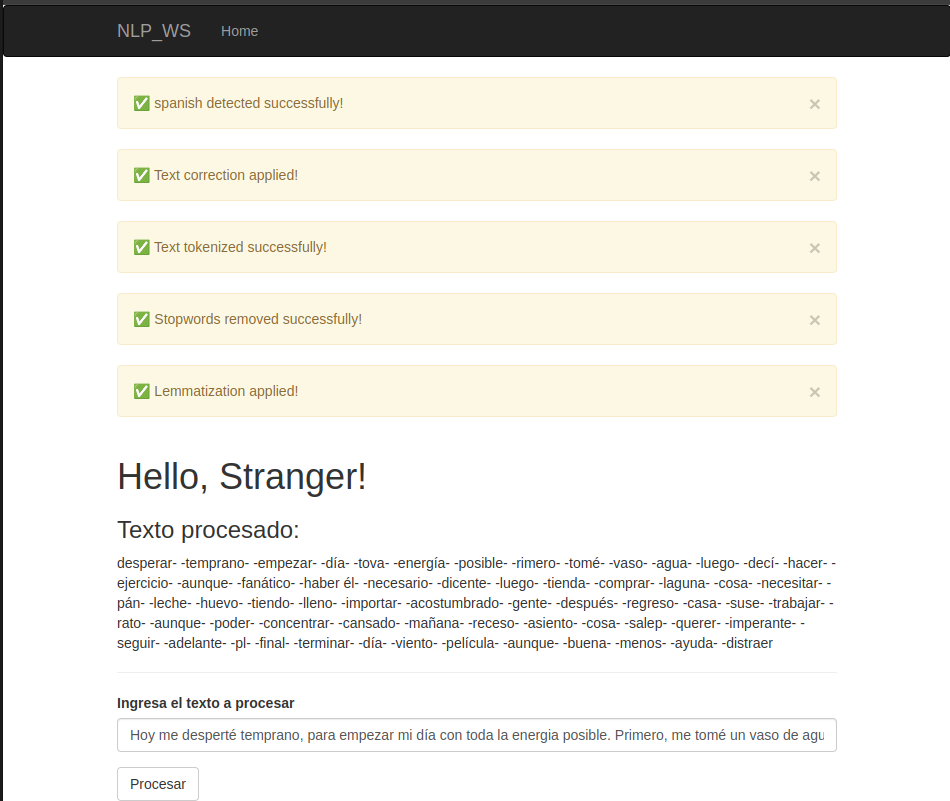 NLP_WS Home
✅ spanish detected successfully! ×
✅ Text correction applied! ×
✅ Text tokenized successfully! ×
✅ Stopwords removed successfully! ×
✅ Lemmatization applied! ×
Hello, Stranger!
Texto procesado:
desperar- -temprano- -empezar- -día- -tova- -energía- -posible- -rimero- -tomé- -vaso- -agua- -luego- -decí- -hacer- -
ejercicio- -aunque- -fanático- -haber él- -necesario- -dicente- -luego- -tienda- -comprar- -laguna- -cosa- -necesitar- -
pán- -leche- -huevo- -tiendo- -lleno- -importar- -acostumbrado- -gente- -después- -regreso- -casa- -suse- -trabajar- -
rato- -aunque- -poder- -concentrar- -cansado- -mañana- -receso- -asiento- -cosa- -salep- -querer- -imperante- -
seguir- -adelante- -pl- -final- -terminar- -día- -viento- -película- -aunque- -buena- -menos- -ayuda- -distraer
Ingresa el texto a procesar
Hoy me desperté temprano, para empezar mi día con toda la energia posible. Primero, me tomé un vaso de agu
Procesar